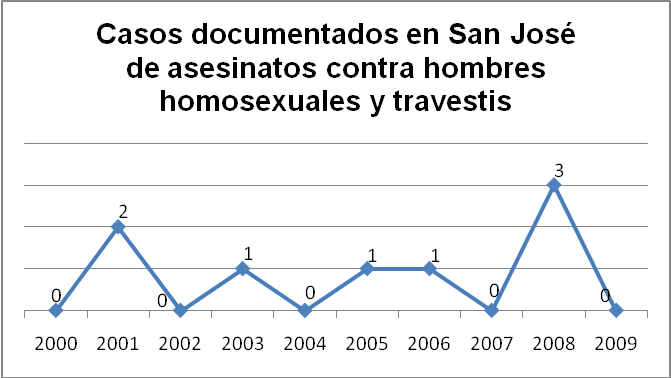 Casos documentados en San José
de asesinatos contra hombres
homosexuales y travestis
3
2
1
1
1
0
0
0
0
0
2000 2001 2002 2003 2004 2005 2006 2007 2008 2009